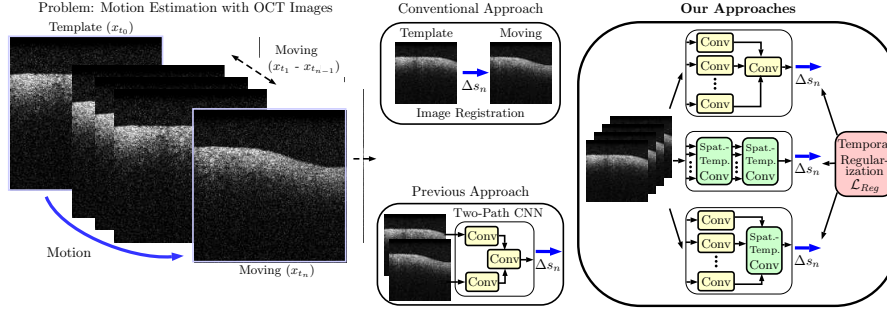 Problem: Motion Estimation with OCT Images
Template (x_{t_0})
Moving
(x_{t_1} - x_{t_{n-1}})
Motion
Moving (x_{t_n})
Conventional Approach
Template
Moving
Δs_n
Image Registration
Previous Approach
Two-Path CNN
Conv
Conv
Conv
Δs_n
Our Approaches
Conv
Conv
Conv
⋮
Conv
Δs_n
Spat.-
Temp.
Conv
Spat.-
Temp.
Conv
Δs_n
Conv
Conv
⋮
Conv
Spat.-
Temp.
Conv
Δs_n
Temporal
Regular-
ization
ℒ_{Reg}